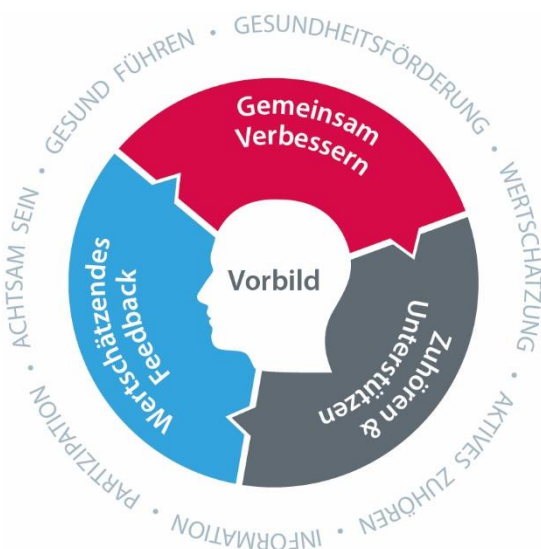 GESUND FÜHREN • GESUNDHEITSFÖRDERUNG • WERTSCHÄTZUNG • AKTIVES ZUHÖREN • INFORMATION • PARTIZIPATION • ACHTSAM SEIN •
Gemeinsam
Verbessern
Zuhören &
Unterstützen
Wertschätzendes
Feedback
Vorbild